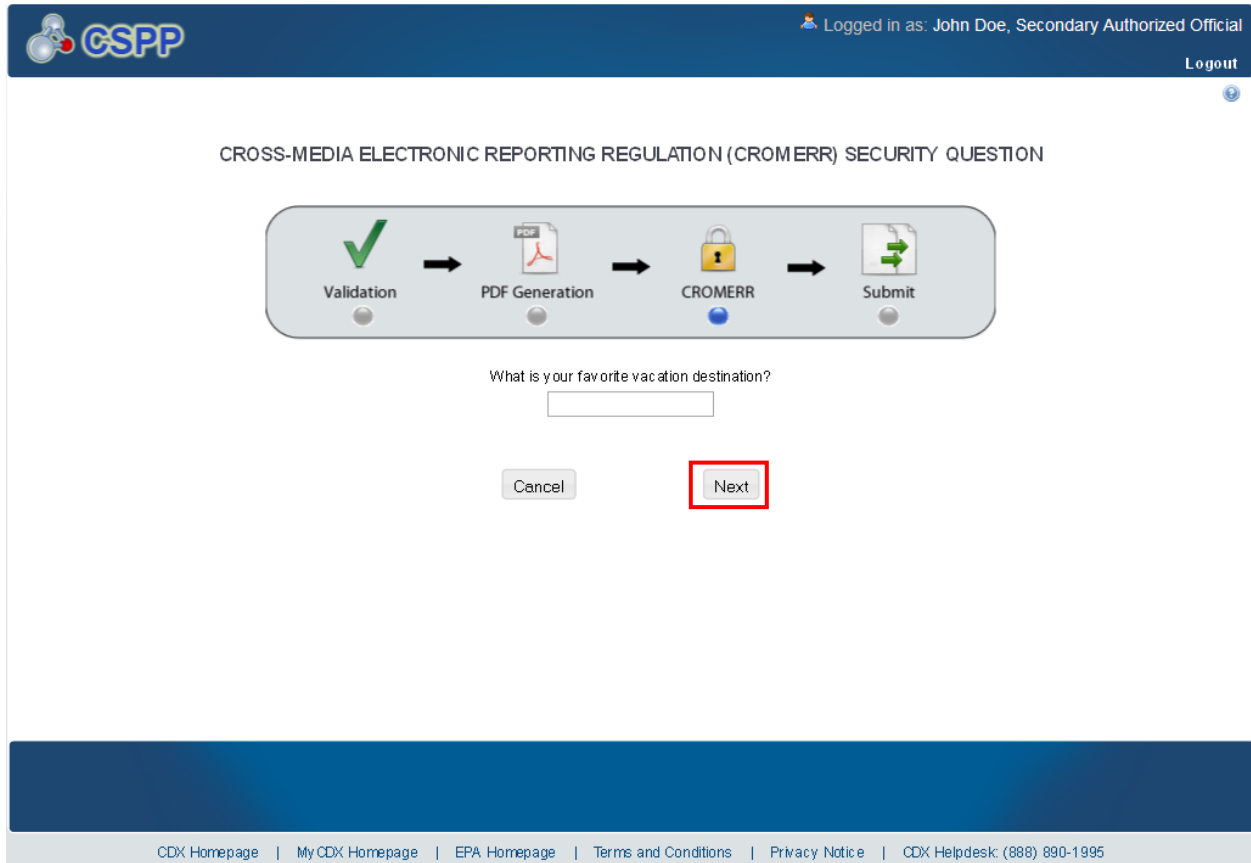 CSPP
Logged in as: John Doe, Secondary Authorized Official
Logout
CROSS-MEDIA ELECTRONIC REPORTING REGULATION (CROMERR) SECURITY QUESTION
PDF
Validation PDF Generation CROMERR Submit
What is your favorite vacation destination?
Cancel Next
CDX Homepage | MyCDX Homepage | EPA Homepage | Terms and Conditions | Privacy Notice | CDX Helpdesk: (888) 890-1995